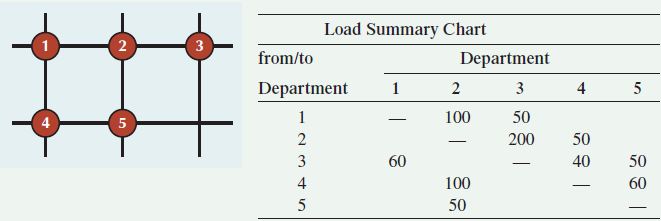 1 2 3
4 5
Load Summary Chart
from/to Department
Department 1 2 3 4 5
1 — 100 50
2 — 200 50
3 60 — 40 50
4 100 — 60
5 50 —